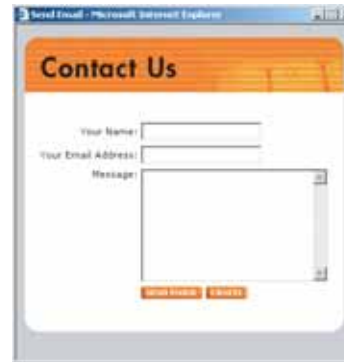 Send Email - Microsoft Internet Explorer
Contact Us
Your Name:
Your Email Address:
Message: